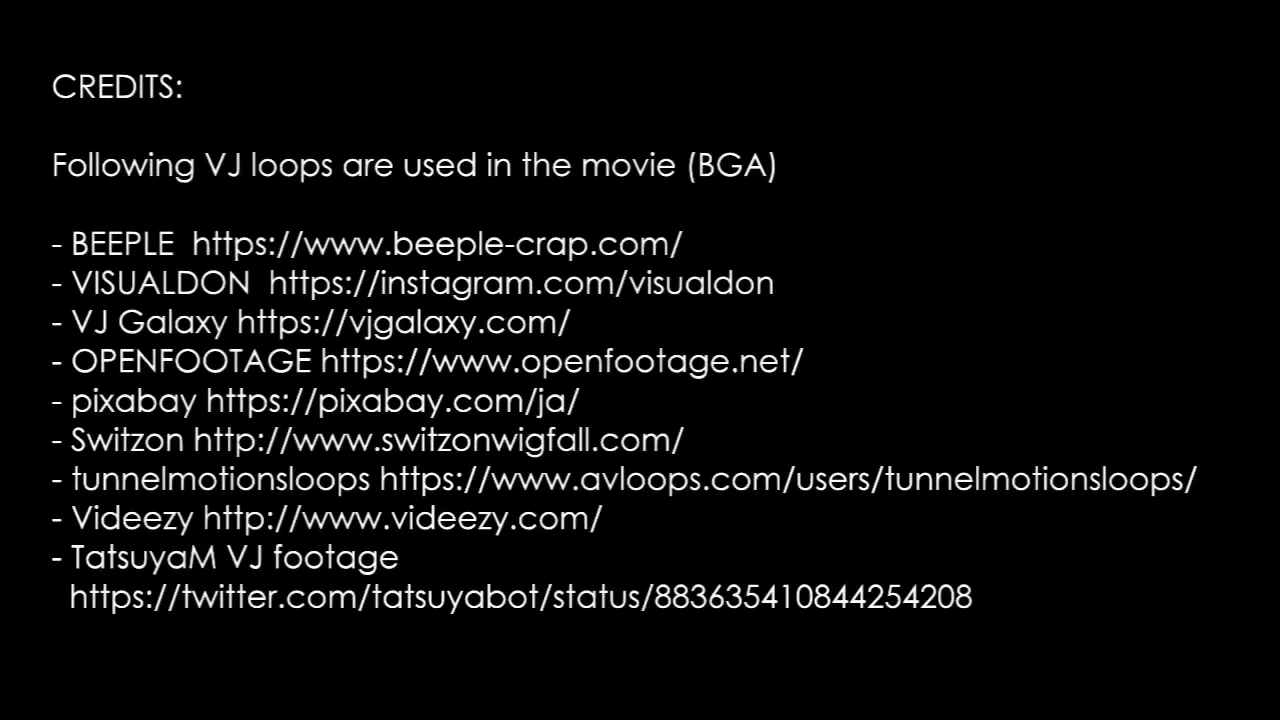 CREDITS:
Following VJ loops are used in the movie (BGA)
- BEEPLE  https://www.beeple-crap.com/
- VISUALDON  https://instagram.com/visualdon
- VJ Galaxy https://vjgalaxy.com/
- OPENFOOTAGE https://www.openfootage.net/
- pixabay https://pixabay.com/ja/
- Switzon http://www.switzonwigfall.com/
- tunnelmotionsloops https://www.avloops.com/users/tunnelmotionsloops/
- Videezy http://www.videezy.com/
- TatsuyaM VJ footage
https://twitter.com/tatsuyabot/status/883635410844254208